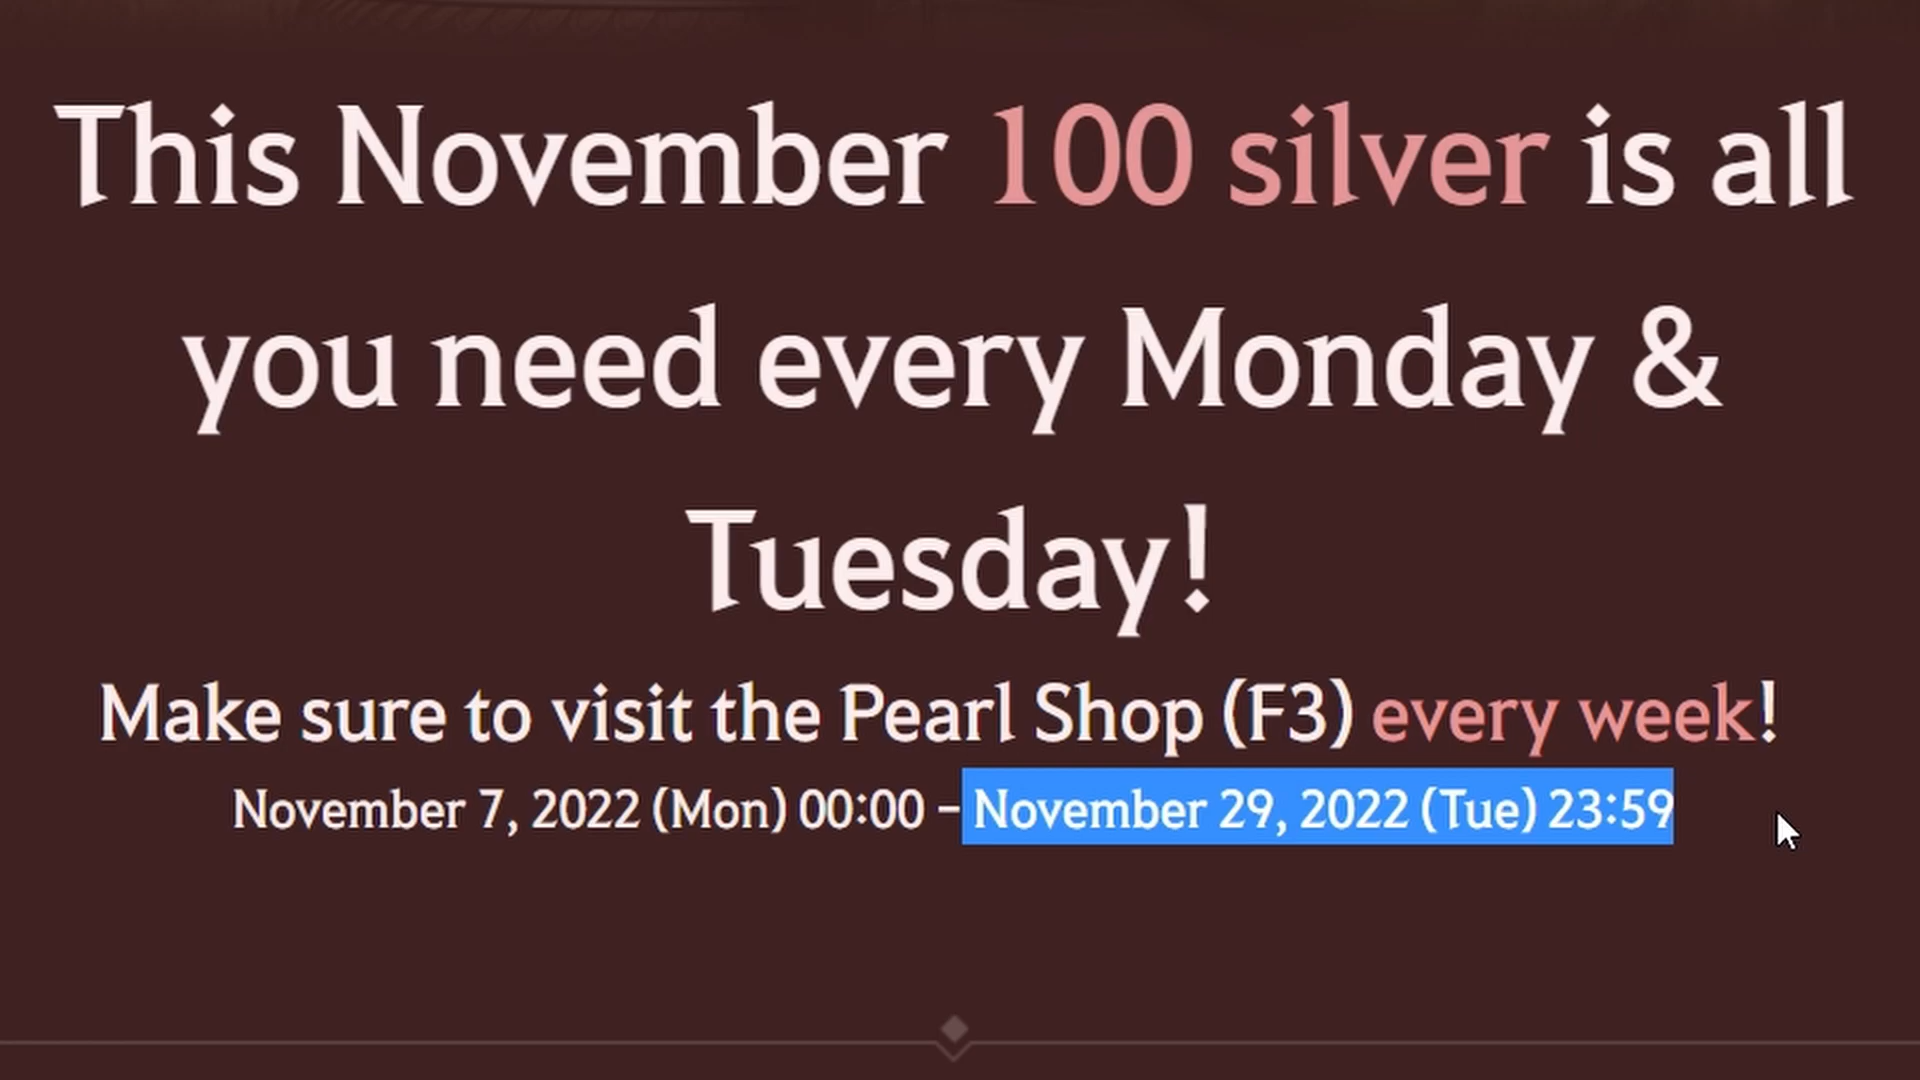 This November 100 silver is all
you need every Monday &
Tuesday!
Make sure to visit the Pearl Shop (F3) every week!
November 7, 2022 (Mon) 00:00 – November 29, 2022 (Tue) 23:59